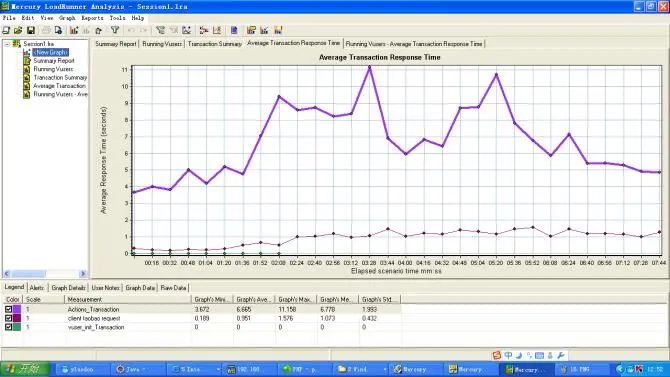 Mercury LoadRunner Analysis - Session1.lra
File Edit View Graph Reports Tools Help
Session1.lra
<New Graph>
Summary Report
Running Vusers
Transaction Summary
Average Transaction
Running Vusers - Ave
Summary Report Running Vusers Transaction Summary Average Transaction Response Time Running Vusers - Average Transaction Response Time
Average Transaction Response Time
Average Response Time (seconds)
11
10
9
8
7
6
5
4
3
2
1
0
00:16 00:32 00:48 01:04 01:20 01:36 01:52 02:08 02:24 02:40 02:56 03:12 03:28 03:44 04:00 04:16 04:32 04:48 05:04 05:20 05:36 05:52 06:08 06:24 06:40 06:56 07:12 07:28 07:44
Elapsed scenario time mm:ss
Legend Alerts Graph Details User Notes Graph Data Raw Data
Color Scale Measurement Graph's Mini... Graph's Ave... Graph's Max... Graph's Me... Graph's Std....
1 Actions_Transaction 3.672 6.665 11.158 6.778 1.993
1 client taobao request 0.189 0.951 1.576 1.073 0.432
1 vuser_init_Transaction 0 0 0 0 0
开始 Java - 5 Inte 192.168. PHP - p 2 Wind. Mercury Mercury Mercury 18.PNG 12:52